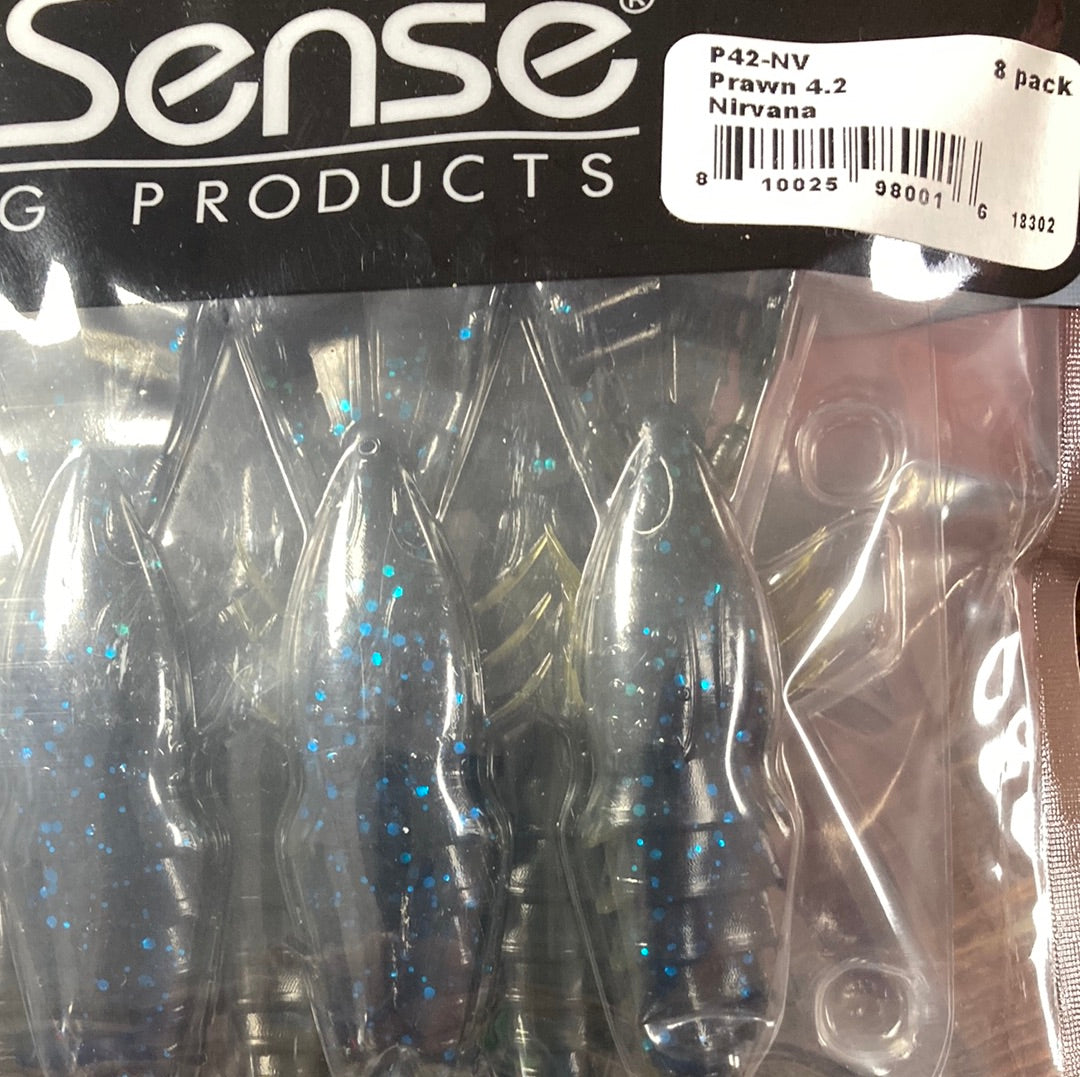 Sense®
G PRODUCTS
P42-NV
8 pack
Prawn 4.2
Nirvana
8 10025 98001 6 18302